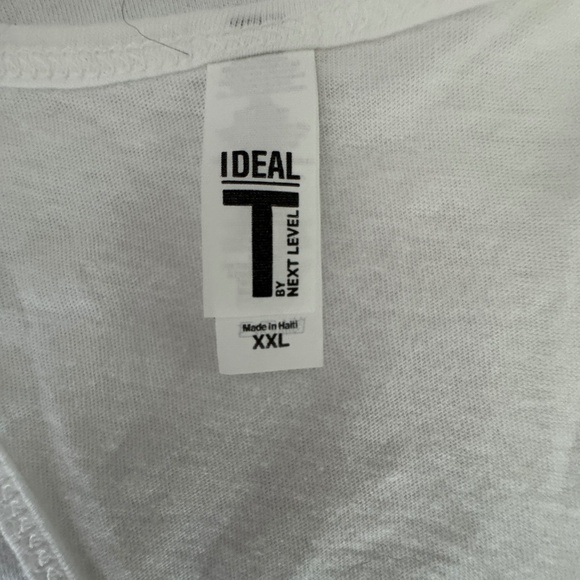 IDEAL
T
BY
NEXT LEVEL
Made in Haiti
XXL